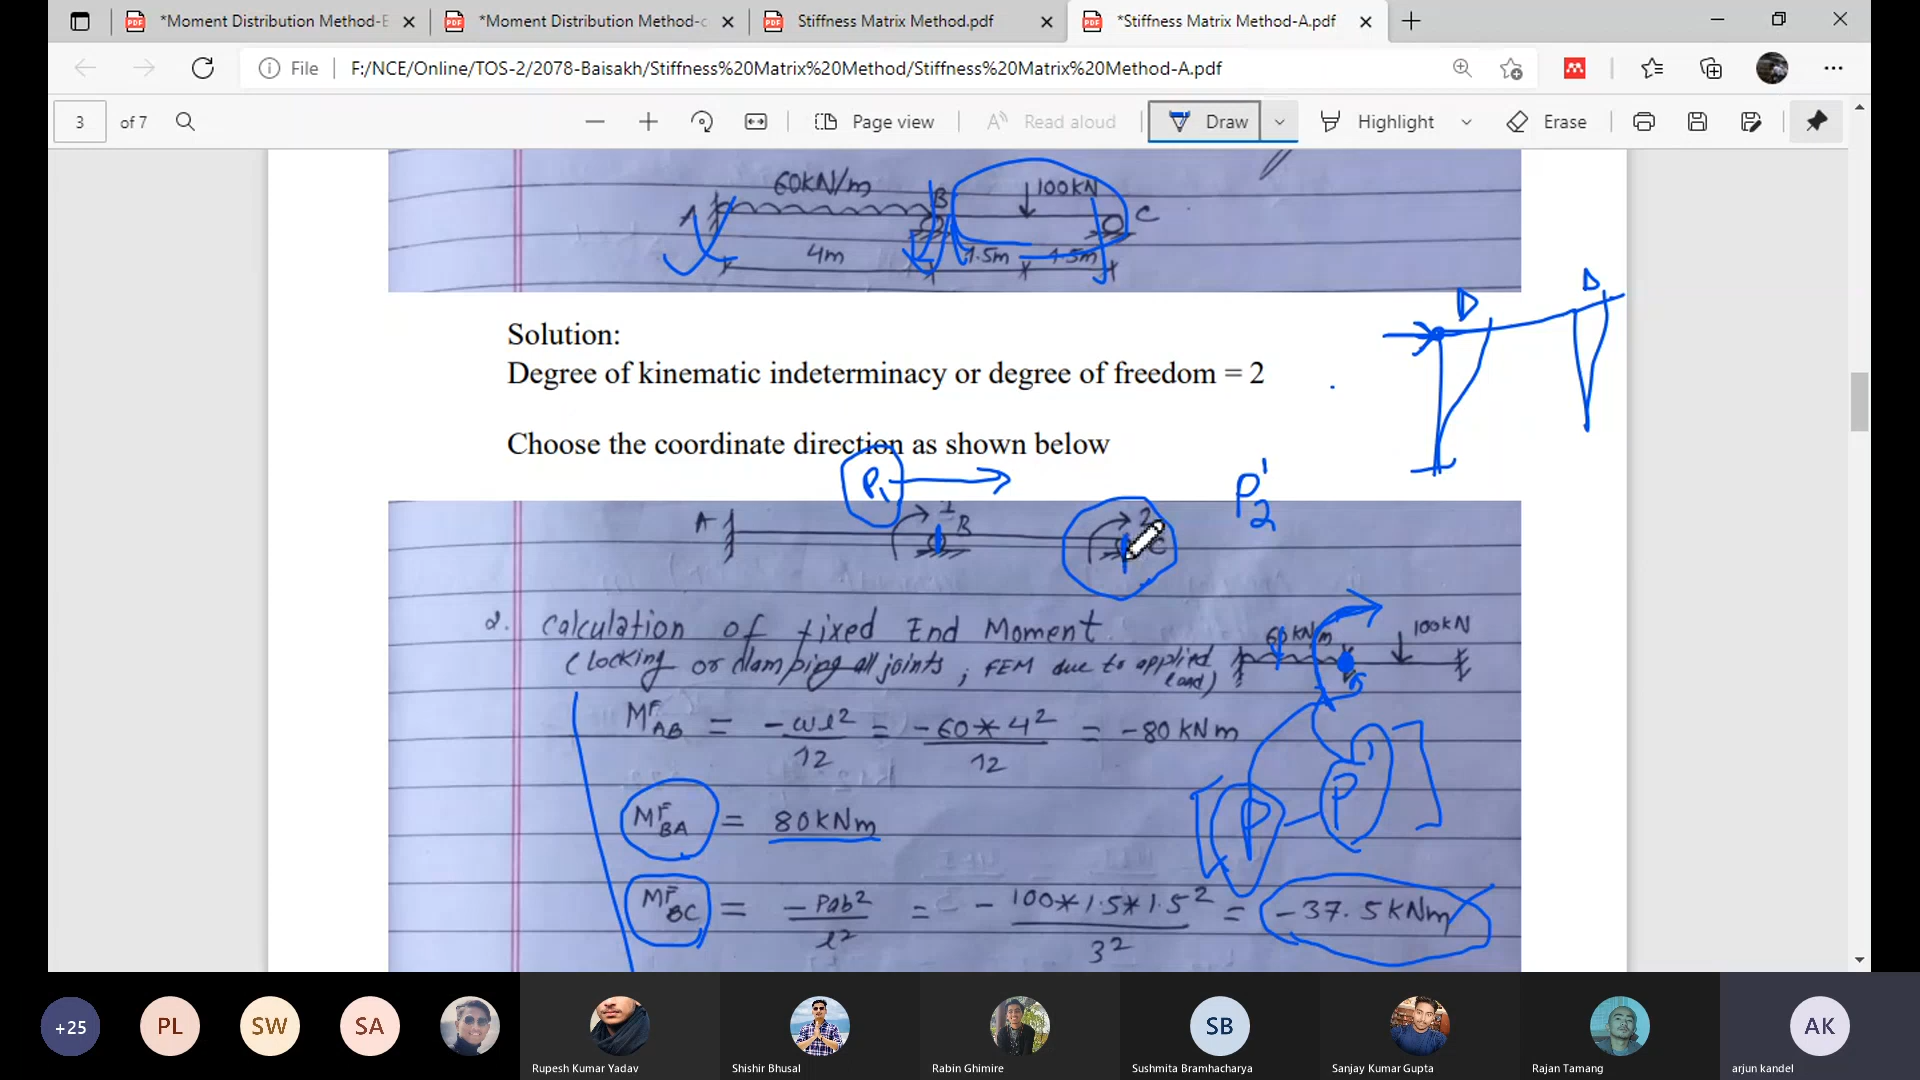 *Moment Distribution Method-E
*Moment Distribution Method-c
Stiffness Matrix Method.pdf
*Stiffness Matrix Method-A.pdf
File
F:/NCE/Online/TOS-2/2078-Baisakh/Stiffness%20Matrix%20Method/Stiffness%20Matrix%20Method-A.pdf
3 of 7
Page view
Read aloud
Draw
Highlight
Erase
60KN/m
100KN
A
B
C
4m
1.5m
1.5m
Δ
Δ
Solution:
Degree of kinematic indeterminacy or degree of freedom = 2
Choose the coordinate direction as shown below
P₁
P₂'
A
1
B
2
C
2. Calculation of fixed End Moment
(locking or clamping all joints, FEM due to applied load)
60KN/m
100KN
Mᶠ_AB = -ωl²/12 = -60*4²/12 = -80 KN m
P - P'
Mᶠ_BA = 80KNm
Mᶠ_BC = -Pab²/l² = - 100*1.5*1.5²/3² = -37.5KNm
+25
PL
SW
SA
Rupesh Kumar Yadav
Shishir Bhusal
Rabin Ghimire
SB
Sushmita Bramhacharya
Sanjay Kumar Gupta
Rajan Tamang
AK
arjun kandel